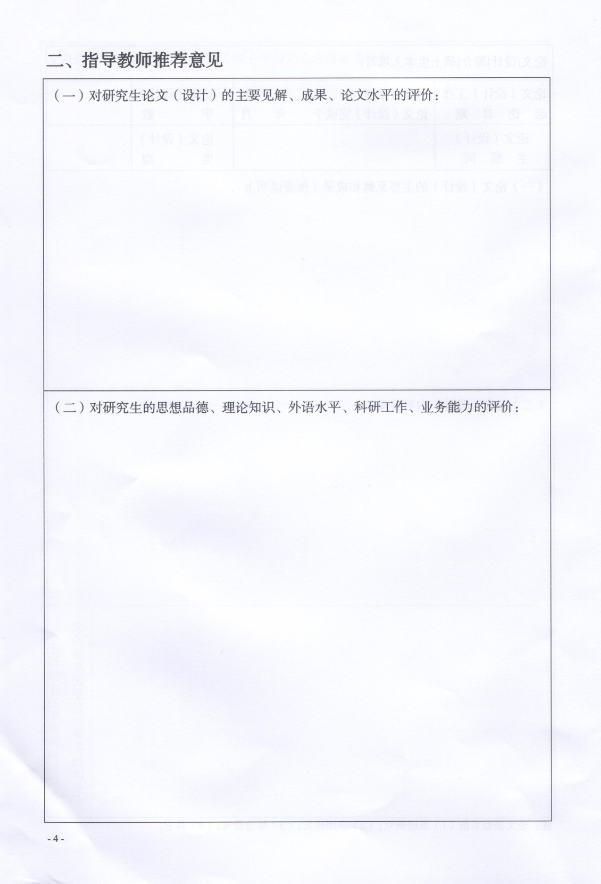 二、指导教师推荐意见
（一）对研究生论文（设计）的主要见解、成果、论文水平的评价：
（二）对研究生的思想品德、理论知识、外语水平、科研工作、业务能力的评价：
- 4 -